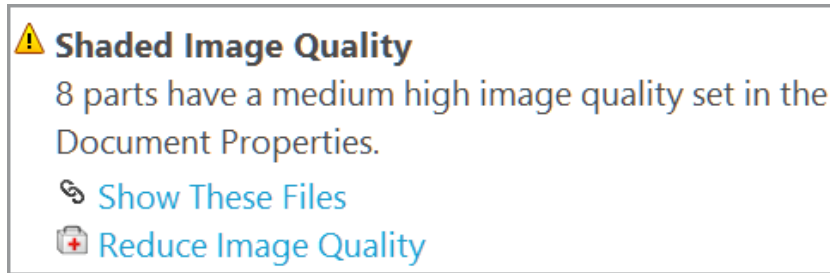 Shaded Image Quality
8 parts have a medium high image quality set in the
Document Properties.
Show These Files
Reduce Image Quality